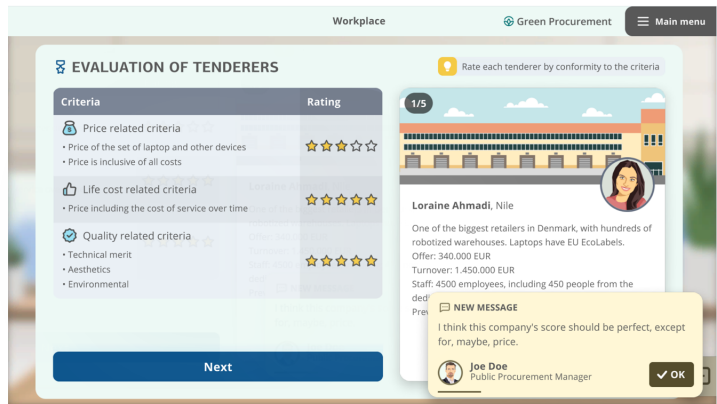 Workplace
Green Procurement
Main menu
EVALUATION OF TENDERERS
Rate each tenderer by conformity to the criteria
Criteria
Rating
Price related criteria
• Price of the set of laptop and other devices
• Price is inclusive of all costs
Life cost related criteria
• Price including the cost of service over time
Quality related criteria
• Technical merit
• Aesthetics
• Environmental
Next
1/5
Loraine Ahmadi, Nile
One of the biggest retailers in Denmark, with hundreds of
robotized warehouses. Laptops have EU EcoLabels.
Offer: 340.000 EUR
Turnover: 1.450.000 EUR
Staff: 4500 employees, including 450 people from the
NEW MESSAGE
I think this company's score should be perfect, except
for, maybe, price.
Joe Doe
Public Procurement Manager
OK